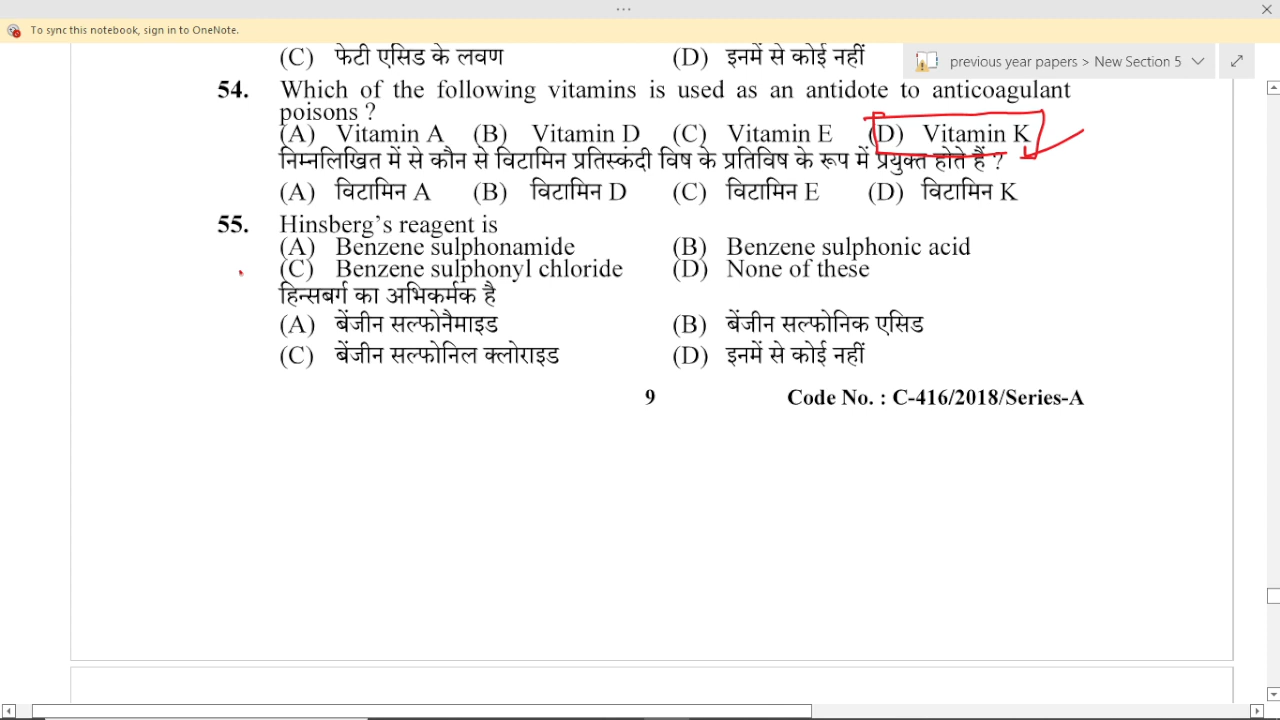 ...
To sync this notebook, sign in to OneNote.
(C) फेटी एसिड के लवण (D) इनमें से कोई नहीं
previous year papers > New Section 5
54. Which of the following vitamins is used as an antidote to anticoagulant
poisons ?
(A) Vitamin A (B) Vitamin D (C) Vitamin E (D) Vitamin K
निम्नलिखित में से कौन से विटामिन प्रतिस्कंदी विष के प्रतिविष के रूप में प्रयुक्त होते हैं ?
(A) विटामिन A (B) विटामिन D (C) विटामिन E (D) विटामिन K
55. Hinsberg’s reagent is
(A) Benzene sulphonamide (B) Benzene sulphonic acid
(C) Benzene sulphonyl chloride (D) None of these
हिन्सबर्ग का अभिकर्मक है
(A) बेंजीन सल्फोनैमाइड (B) बेंजीन सल्फोनिक एसिड
(C) बेंजीन सल्फोनिल क्लोराइड (D) इनमें से कोई नहीं
9 Code No. : C-416/2018/Series-A